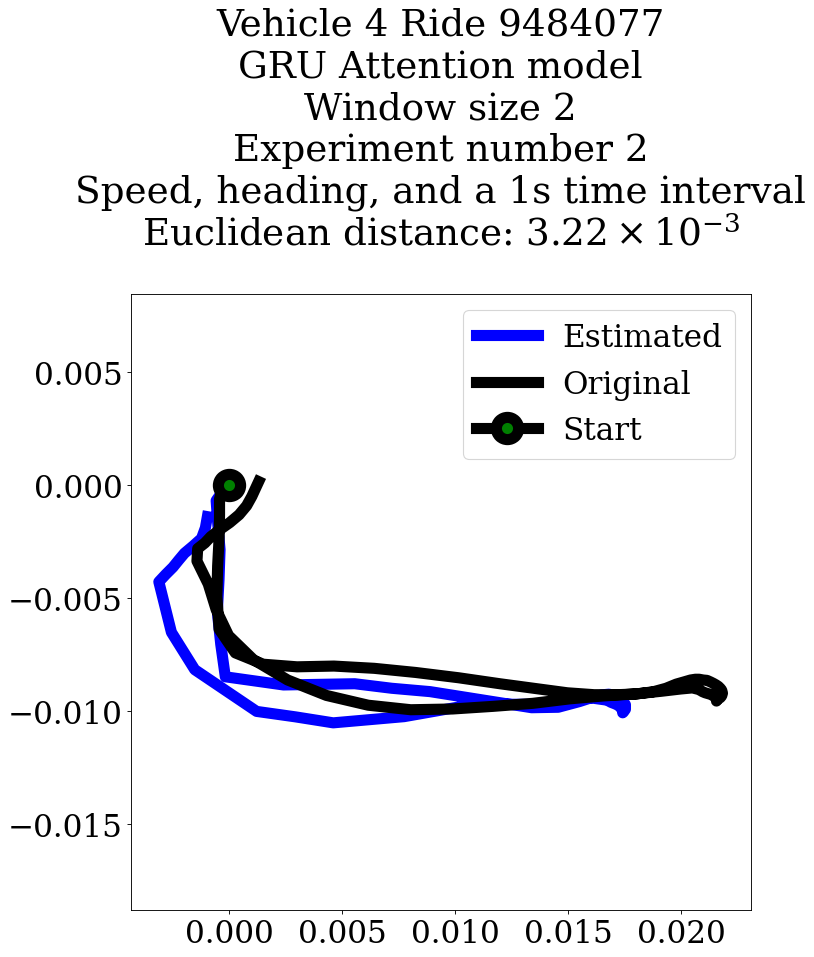 Vehicle 4 Ride 9484077
GRU Attention model
Window size 2
Experiment number 2
Speed, heading, and a 1s time interval
Euclidean distance: 3.22 × 10⁻³
Estimated
Original
Start
0.005
0.000
−0.005
−0.010
−0.015
0.000 0.005 0.010 0.015 0.020